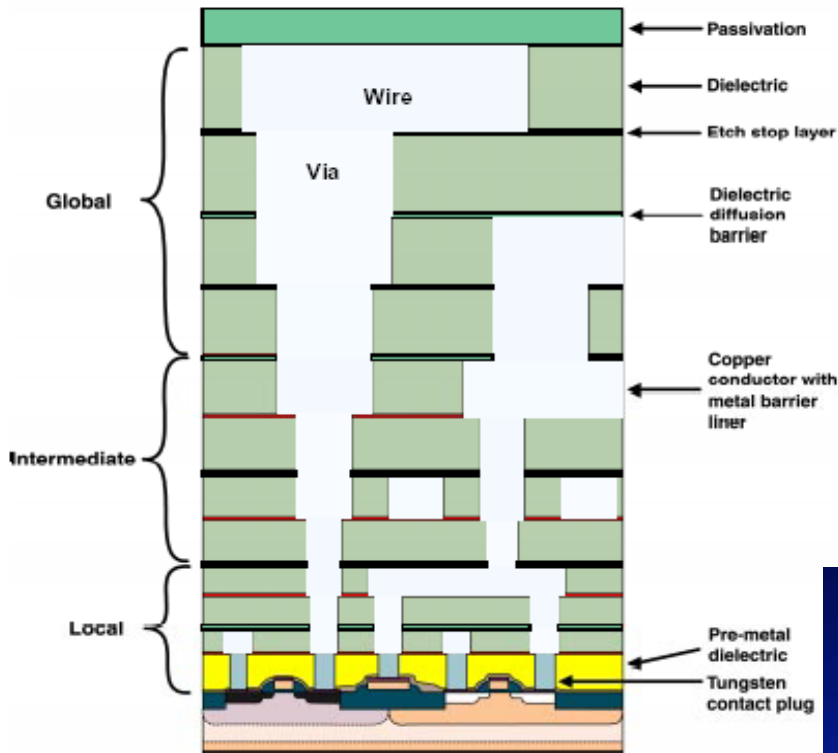 Passivation
Wire
Dielectric
Etch stop layer
Via
Global
Dielectric
diffusion
barrier
Copper
conductor with
metal barrier
liner
Intermediate
Local
Pre-metal
dielectric
Tungsten
contact plug